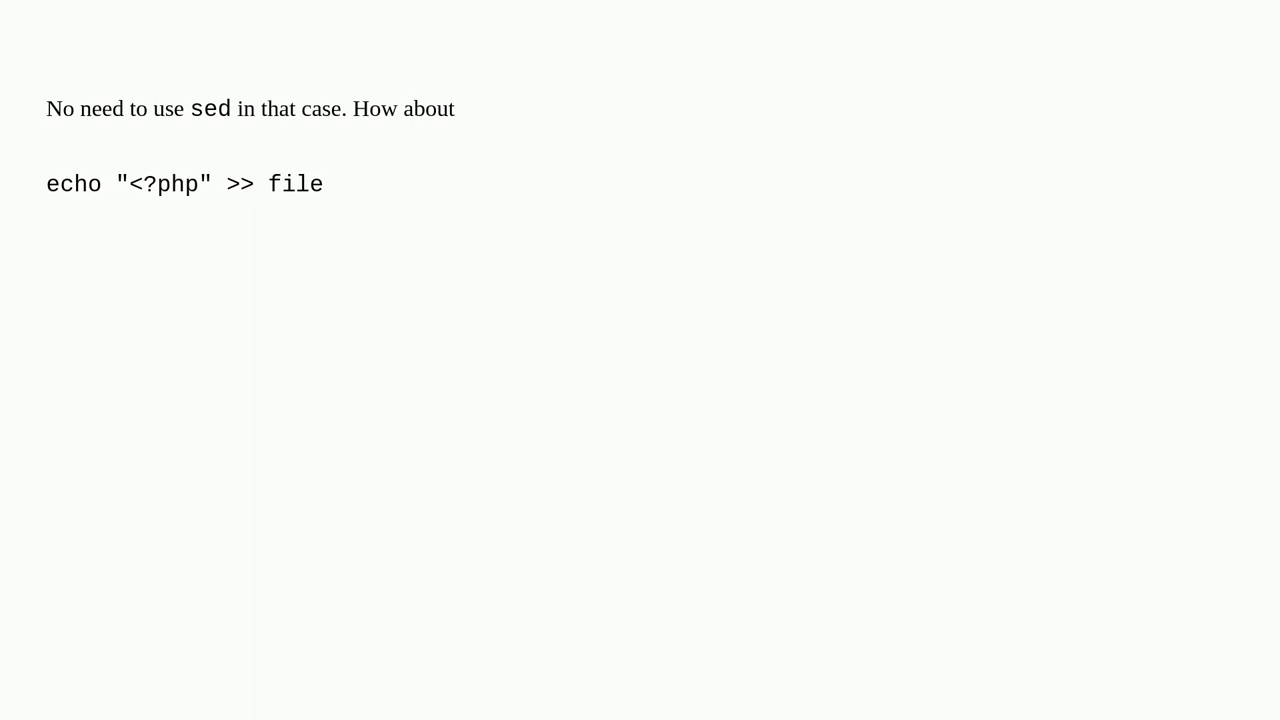 No need to use sed in that case. How about
echo "<?php" >> file